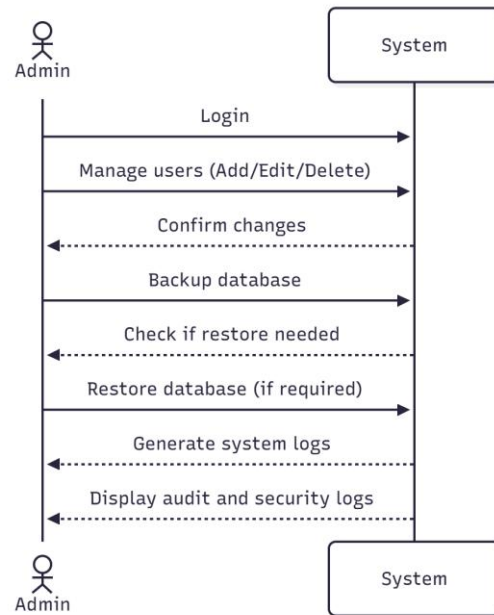 System
Admin
Login
Manage users (Add/Edit/Delete)
Confirm changes
Backup database
Check if restore needed
Restore database (if required)
Generate system logs
Display audit and security logs
System
Admin